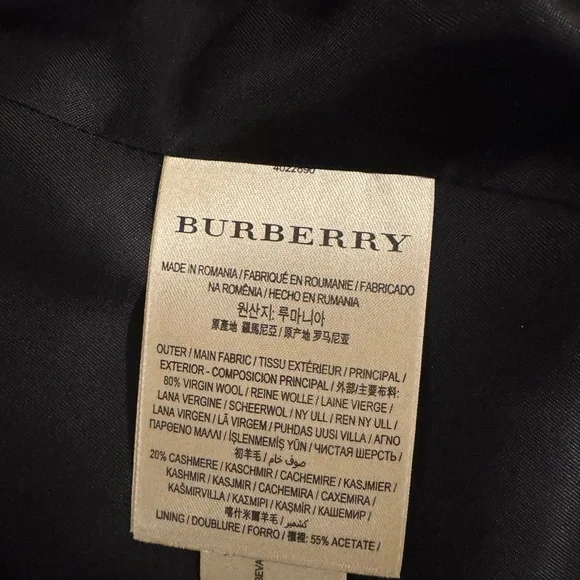 4022690
BURBERRY
MADE IN ROMANIA / FABRIQUÉ EN ROUMANIE / FABRICADO
NA ROMÊNIA / HECHO EN RUMANIA
원산지: 루마니아
原產地 羅馬尼亞 / 原产地 罗马尼亚
OUTER / MAIN FABRIC / TISSU EXTÉRIEUR / PRINCIPAL /
EXTERIOR - COMPOSICION PRINCIPAL / 外部/主要布料:
80% VIRGIN WOOL / REINE WOLLE / LAINE VIERGE /
LANA VERGINE / SCHEERWOL / NY ULL / REN NY ULL /
LANA VIRGEN / LÃ VIRGEM / PUHDAS UUSI VILLA / ΑΓΝΟ
ΠΑΡΘΕΝΟ ΜΑΛΛΙ / İŞLENMEMİŞ YÜN / ЧИСТАЯ ШЕРСТЬ /
初羊毛 / صوف خام /
20% CASHMERE / KASCHMIR / CACHEMIRE / KASJMIER /
KASHMIR / KASJMIR / CACHEMIRA / CAXEMIRA /
KAŠMIRVILLA / ΚΑΣΜΙΡΙ / KAŞMİR / КАШЕМИР /
喀什米爾羊毛 / كشمير /
LINING / DOUBLURE / FORRO / 襯裡: 55% ACETATE /